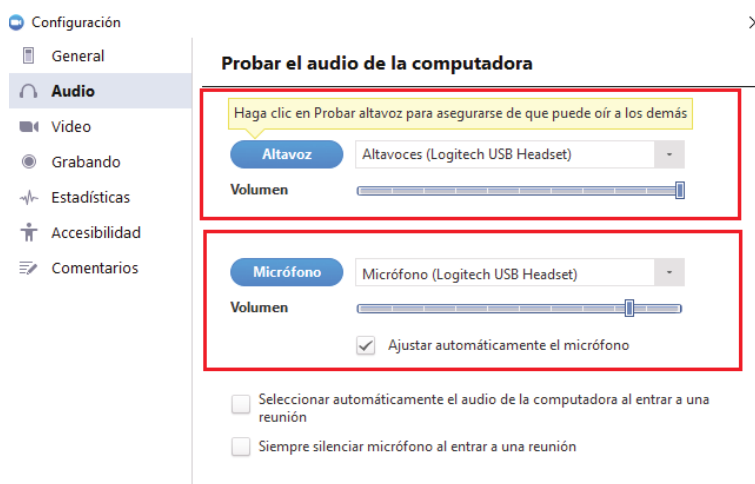 Configuración
General
Audio
Video
Grabando
Estadísticas
Accesibilidad
Comentarios
Probar el audio de la computadora
Haga clic en Probar altavoz para asegurarse de que puede oír a los demás
Altavoz
Altavoces (Logitech USB Headset)
Volumen
Micrófono
Micrófono (Logitech USB Headset)
Volumen
Ajustar automáticamente el micrófono
Seleccionar automáticamente el audio de la computadora al entrar a una
reunión
Siempre silenciar micrófono al entrar a una reunión